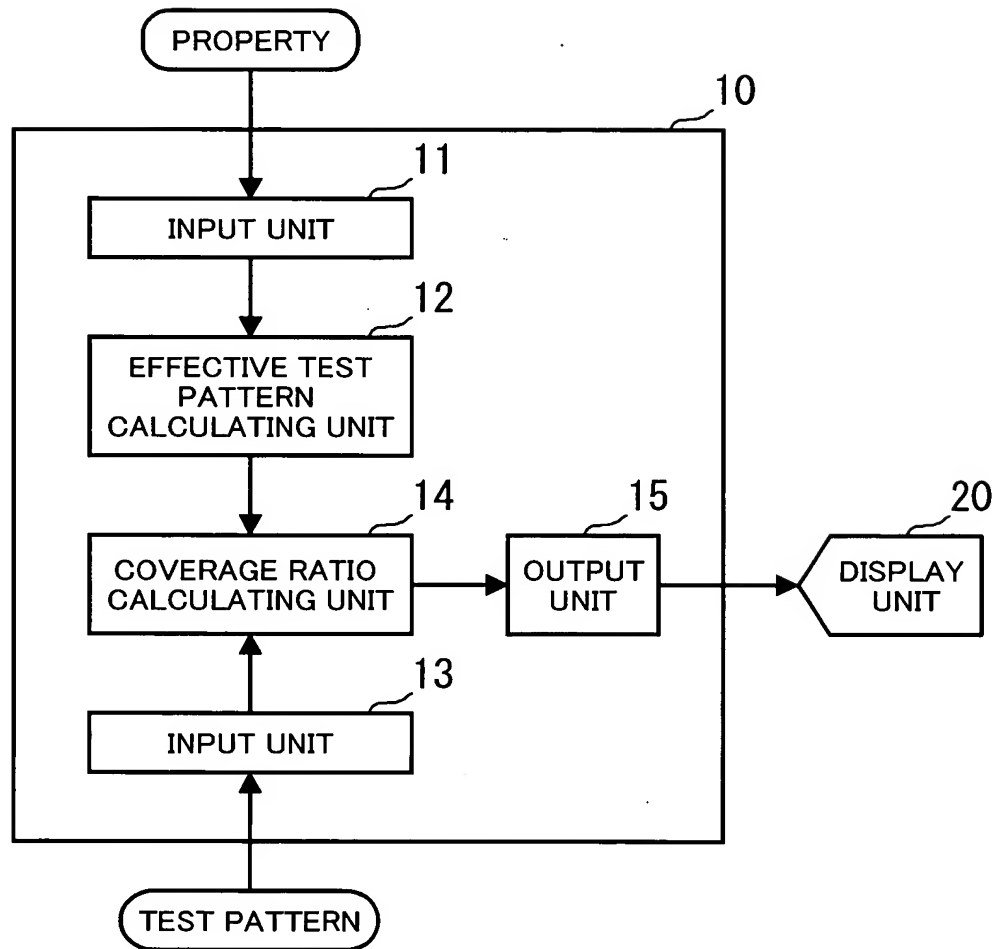 PROPERTY
10
11
INPUT UNIT
12
EFFECTIVE TEST
PATTERN
CALCULATING UNIT
14
COVERAGE RATIO
CALCULATING UNIT
15
OUTPUT
UNIT
20
DISPLAY
UNIT
13
INPUT UNIT
TEST PATTERN